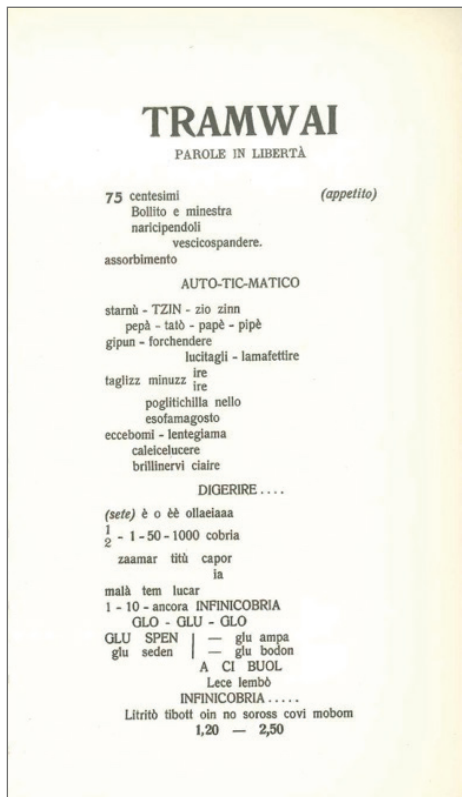 TRAMWAI
PAROLE IN LIBERTÀ
75 centesimi (appetito)
Bollito e minestra
naricipendoli
vescicospandere.
assorbimento
AUTO-TIC-MATICO
starnù - TZIN - zio zinn
pepà - tatò - papè - pipè
gipun - forchendere
lucitagli - lamafettire
taglizz minuzz ire
ire
poglitichilla nello
esofamagosto
eccebomi - lentegiama
caleicelucere
brillinervi ciaire
DIGERIRE ....
(sete) è o èè ollaeiaaa
1/2 - 1 - 50 - 1000 cobria
zaamar titù capor
ia
malà tem lucar
1 - 10 - ancora INFINICOBRIA
GLO - GLU - GLO
GLU SPEN | — glu ampa
glu seden | — glu bodon
A CI BUOL
Lece lembò
INFINICOBRIA .....
Litritò tibott oin no soross covi mobom
1,20 — 2,50